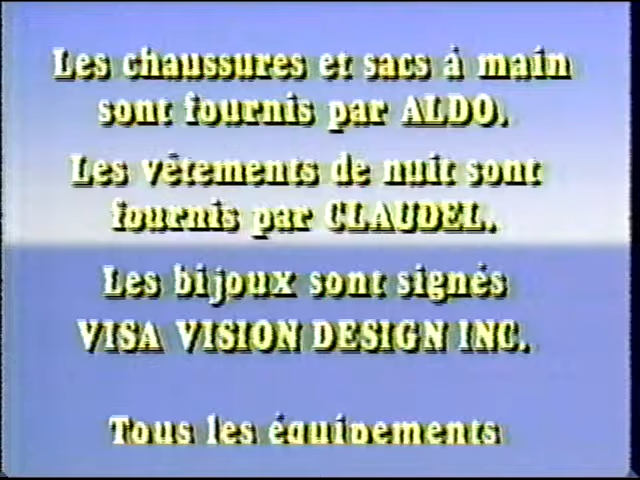 Les chaussures et sacs à main
sont fournis par ALDO.
Les vêtements de nuit sont
fournis par CLAUDEL.
Les bijoux sont signés
VISA VISION DESIGN INC.
Tous les équipements